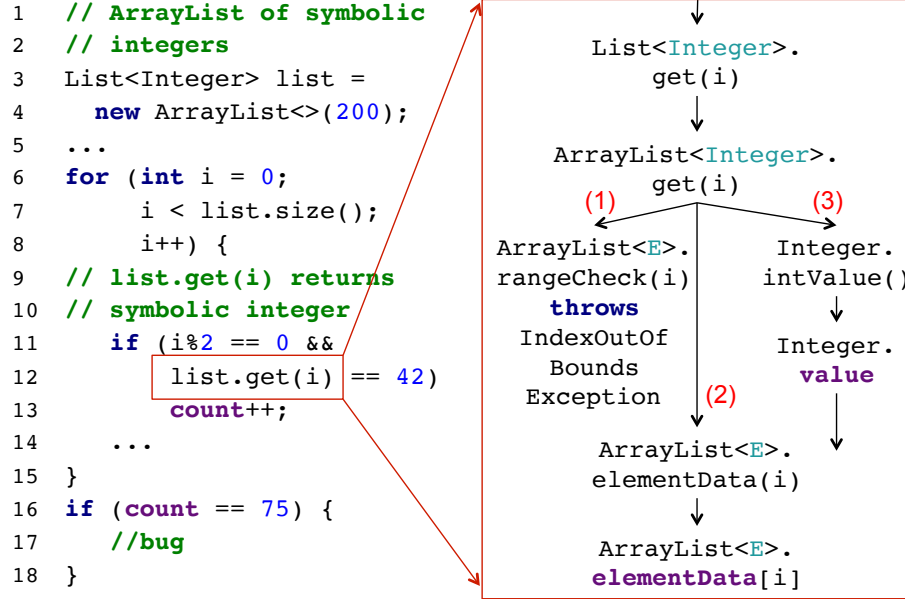 1 // ArrayList of symbolic
2 // integers
3 List<Integer> list =
4 new ArrayList<>(200);
5 ...
6 for (int i = 0;
7 i < list.size();
8 i++) {
9 // list.get(i) returns
10 // symbolic integer
11 if (i%2 == 0 &&
12 list.get(i) == 42)
13 count++;
14 ...
15 }
16 if (count == 75) {
17 //bug
18 }
List<Integer>.
get(i)
ArrayList<Integer>.
get(i)
(1)
ArrayList<E>.
rangeCheck(i)
throws
IndexOutOf
Bounds
Exception
(2)
ArrayList<E>.
elementData(i)
ArrayList<E>.
elementData[i]
(3)
Integer.
intValue()
Integer.
value